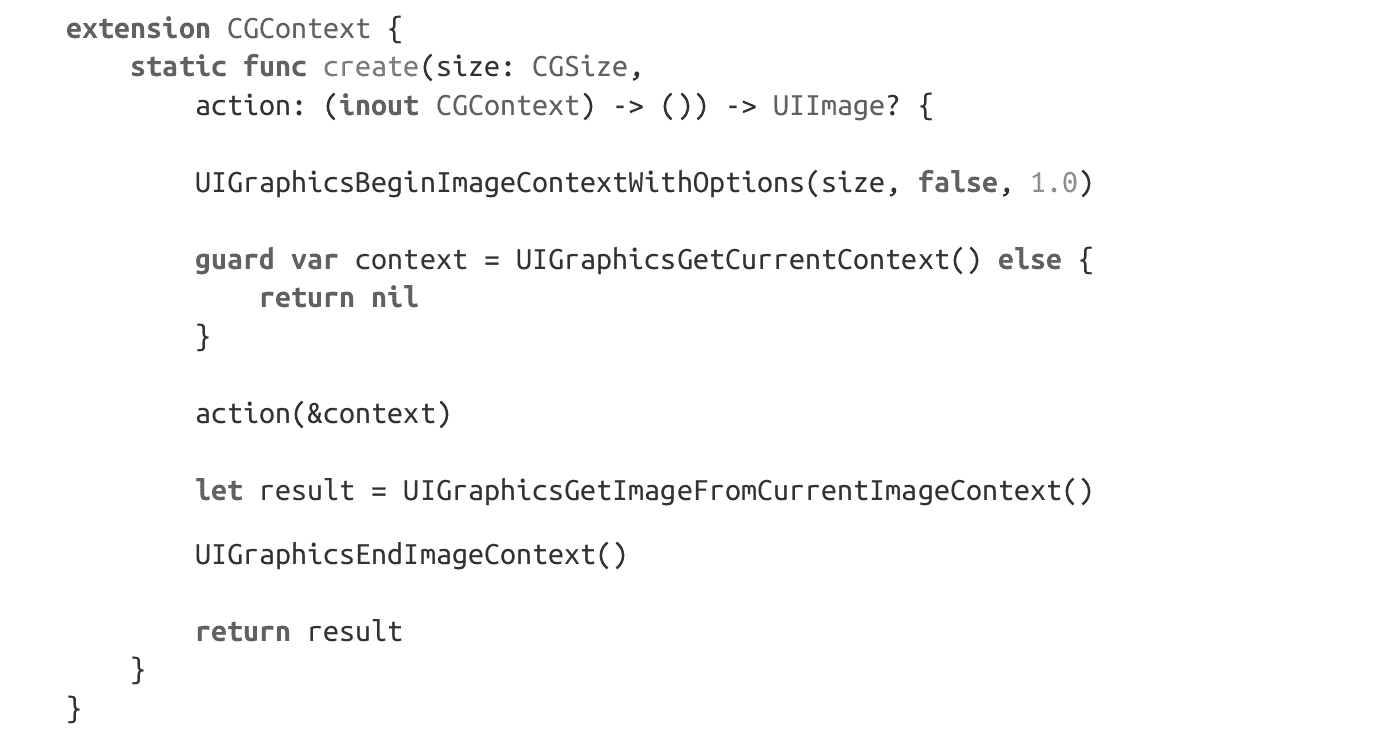 extension CGContext {
    static func create(size: CGSize,
        action: (inout CGContext) -> ()) -> UIImage? {

        UIGraphicsBeginImageContextWithOptions(size, false, 1.0)

        guard var context = UIGraphicsGetCurrentContext() else {
            return nil
        }

        action(&context)

        let result = UIGraphicsGetImageFromCurrentImageContext()

        UIGraphicsEndImageContext()

        return result
    }
}